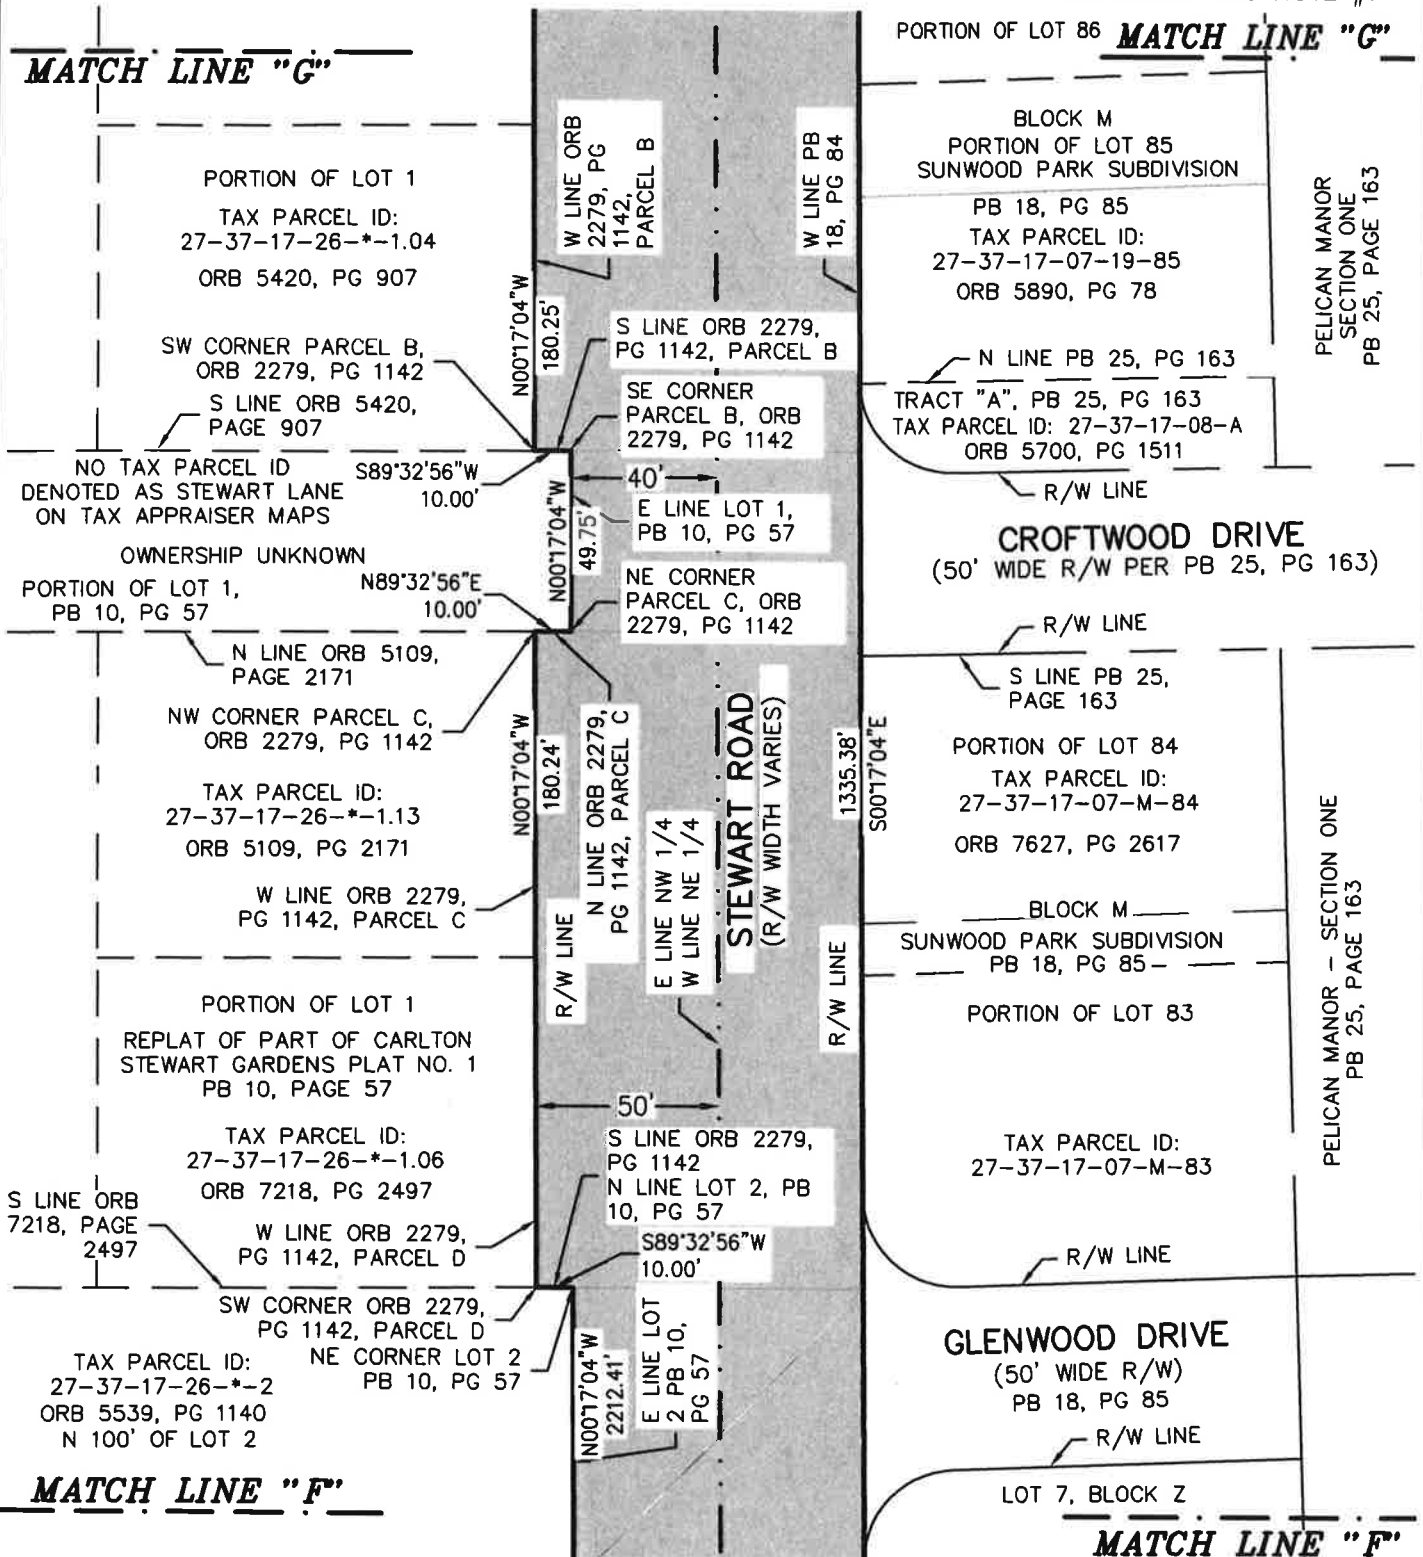 PORTION OF LOT 86
MATCH LINE "G"
MATCH LINE "G"
W LINE ORB
2279, PG
1142,
PARCEL B
W LINE PB
18, PG 84
BLOCK M
PORTION OF LOT 85
SUNWOOD PARK SUBDIVISION
PB 18, PG 85
TAX PARCEL ID:
27-37-17-07-19-85
ORB 5890, PG 78
PELICAN MANOR
SECTION ONE
PB 25, PAGE 163
PORTION OF LOT 1
TAX PARCEL ID:
27-37-17-26-*-1.04
ORB 5420, PG 907
N00°17'04"W
180.25'
S LINE ORB 2279,
PG 1142, PARCEL B
SW CORNER PARCEL B,
ORB 2279, PG 1142
S LINE ORB 5420,
PAGE 907
SE CORNER
PARCEL B, ORB
2279, PG 1142
N LINE PB 25, PG 163
TRACT "A", PB 25, PG 163
TAX PARCEL ID: 27-37-17-08-A
ORB 5700, PG 1511
R/W LINE
NO TAX PARCEL ID
DENOTED AS STEWART LANE
ON TAX APPRAISER MAPS
S89°32'56"W
10.00'
40'
N00°17'04"W
49.75'
E LINE LOT 1,
PB 10, PG 57
CROFTWOOD DRIVE
(50' WIDE R/W PER PB 25, PG 163)
OWNERSHIP UNKNOWN
PORTION OF LOT 1,
PB 10, PG 57
N89°32'56"E
10.00'
NE CORNER
PARCEL C, ORB
2279, PG 1142
R/W LINE
N LINE ORB 5109,
PAGE 2171
S LINE PB 25,
PAGE 163
NW CORNER PARCEL C,
ORB 2279, PG 1142
N00°17'04"W
180.24'
N LINE ORB 2279,
PG 1142, PARCEL C
E LINE NW 1/4
W LINE NE 1/4
STEWART ROAD
(R/W WIDTH VARIES)
1335.38'
S00°17'04"E
PORTION OF LOT 84
TAX PARCEL ID:
27-37-17-07-M-84
ORB 7627, PG 2617
TAX PARCEL ID:
27-37-17-26-*-1.13
ORB 5109, PG 2171
W LINE ORB 2279,
PG 1142, PARCEL C
R/W LINE
R/W LINE
BLOCK M
SUNWOOD PARK SUBDIVISION
PB 18, PG 85
PORTION OF LOT 83
PELICAN MANOR - SECTION ONE
PB 25, PAGE 163
PORTION OF LOT 1
REPLAT OF PART OF CARLTON
STEWART GARDENS PLAT NO. 1
PB 10, PAGE 57
50'
TAX PARCEL ID:
27-37-17-26-*-1.06
ORB 7218, PG 2497
S LINE ORB 2279,
PG 1142
N LINE LOT 2, PB
10, PG 57
TAX PARCEL ID:
27-37-17-07-M-83
S LINE ORB
7218, PAGE
2497
W LINE ORB 2279,
PG 1142, PARCEL D
S89°32'56"W
10.00'
R/W LINE
SW CORNER ORB 2279,
PG 1142, PARCEL D
NE CORNER LOT 2
PB 10, PG 57
N00°17'04"W
2212.41'
E LINE LOT
2 PB 10,
PG 57
GLENWOOD DRIVE
(50' WIDE R/W)
PB 18, PG 85
TAX PARCEL ID:
27-37-17-26-*-2
ORB 5539, PG 1140
N 100' OF LOT 2
R/W LINE
LOT 7, BLOCK Z
MATCH LINE "F"
MATCH LINE "F"